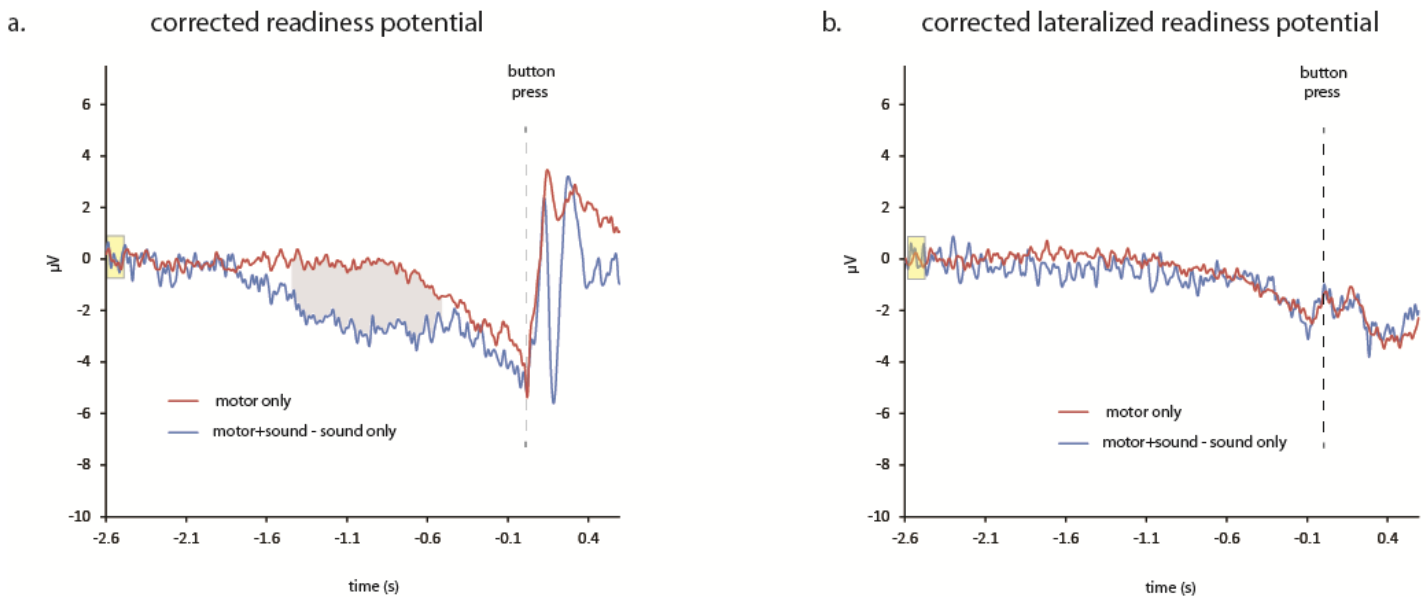 a. corrected readiness potential
button
press
6
4
2
0
-2
-4
-6
-8
-10
µV
motor only
motor+sound - sound only
-2.6 -2.1 -1.6 -1.1 -0.6 -0.1 0.4
time (s)
b. corrected lateralized readiness potential
button
press
6
4
2
0
-2
-4
-6
-8
-10
µV
motor only
motor+sound - sound only
-2.6 -2.1 -1.6 -1.1 -0.6 -0.1 0.4
time (s)